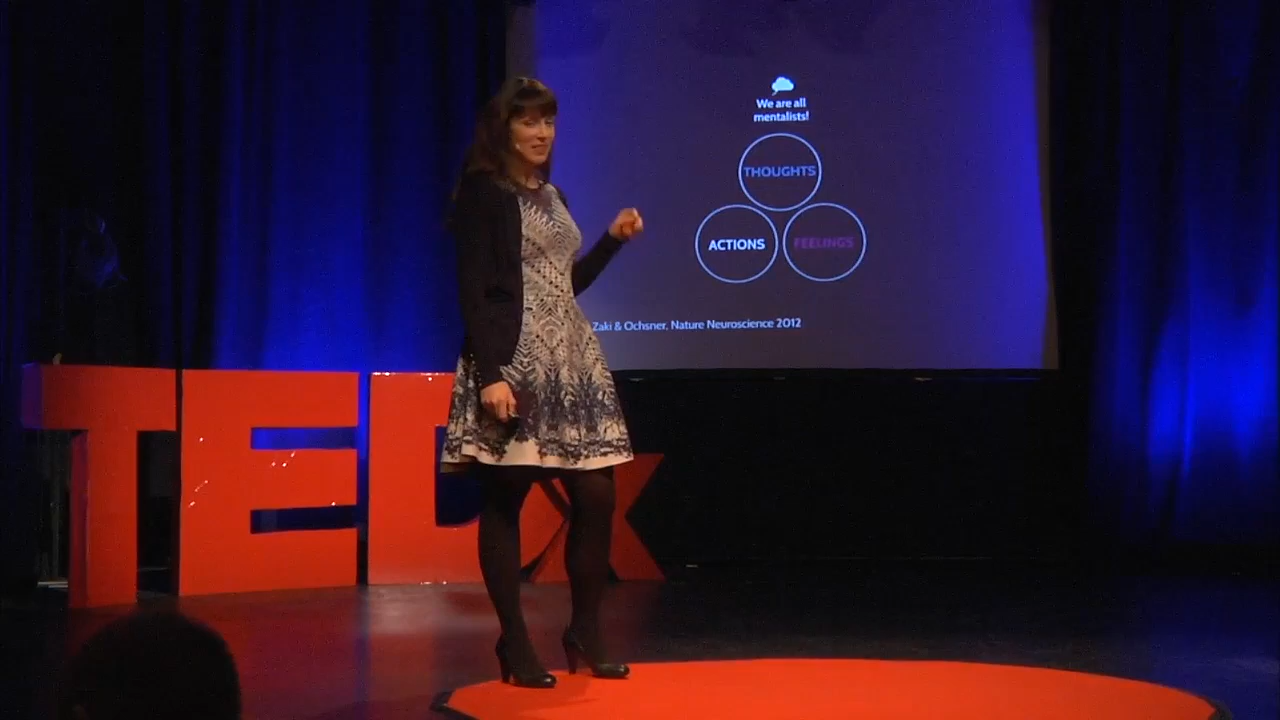 We are all
mentalists!
THOUGHTS
ACTIONS
FEELINGS
Zaki & Ochsner, Nature Neuroscience 2012
TEDx